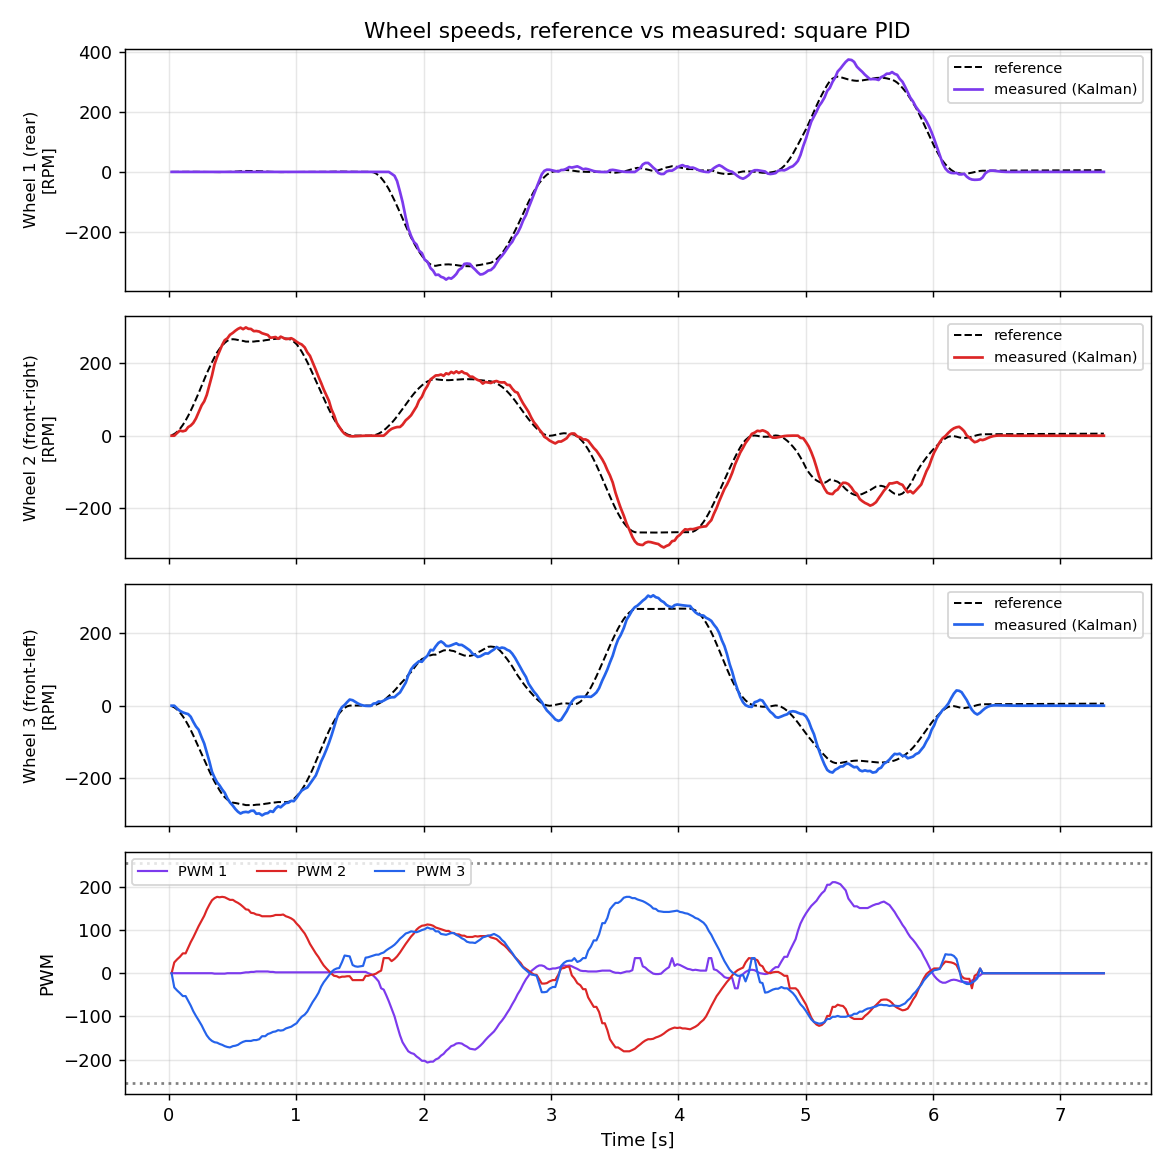 Wheel speeds, reference vs measured: square PID
Wheel 1 (rear)
[RPM]
400
200
0
−200
reference
measured (Kalman)
Wheel 2 (front-right)
[RPM]
200
0
−200
reference
measured (Kalman)
Wheel 3 (front-left)
[RPM]
200
0
−200
reference
measured (Kalman)
PWM
200
100
0
−100
−200
PWM 1 PWM 2 PWM 3
0 1 2 3 4 5 6 7
Time [s]